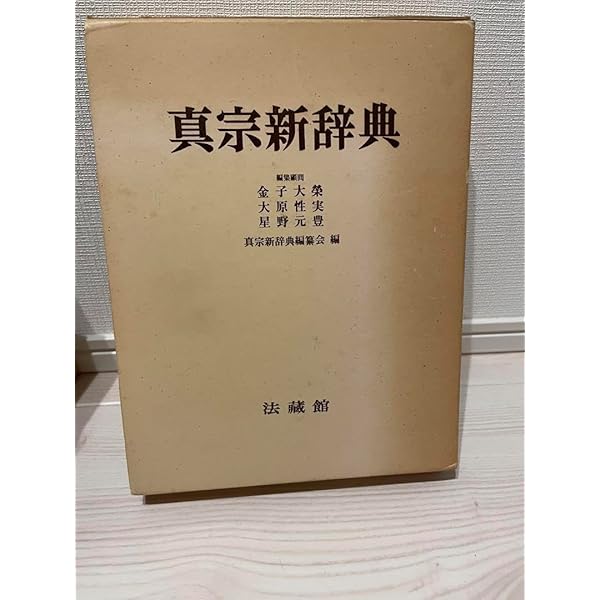 真宗新辞典
編集顧問
金子大榮
大原性実
星野元豊
真宗新辞典編纂会 編
法藏館